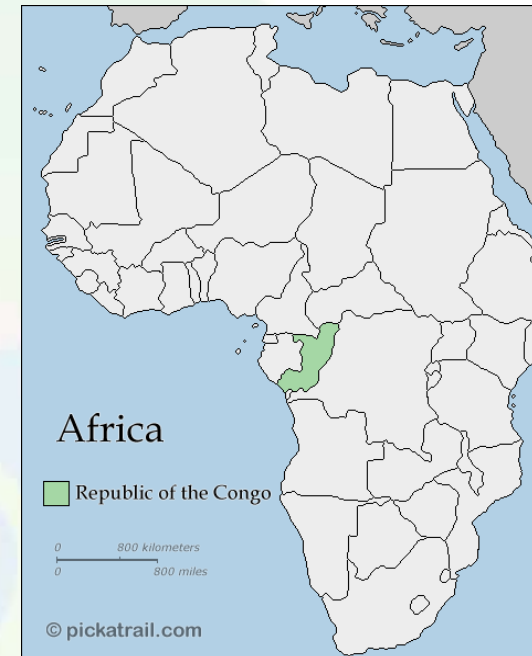 Africa
Republic of the Congo
0 800 kilometers
0 800 miles
© pickatrail.com